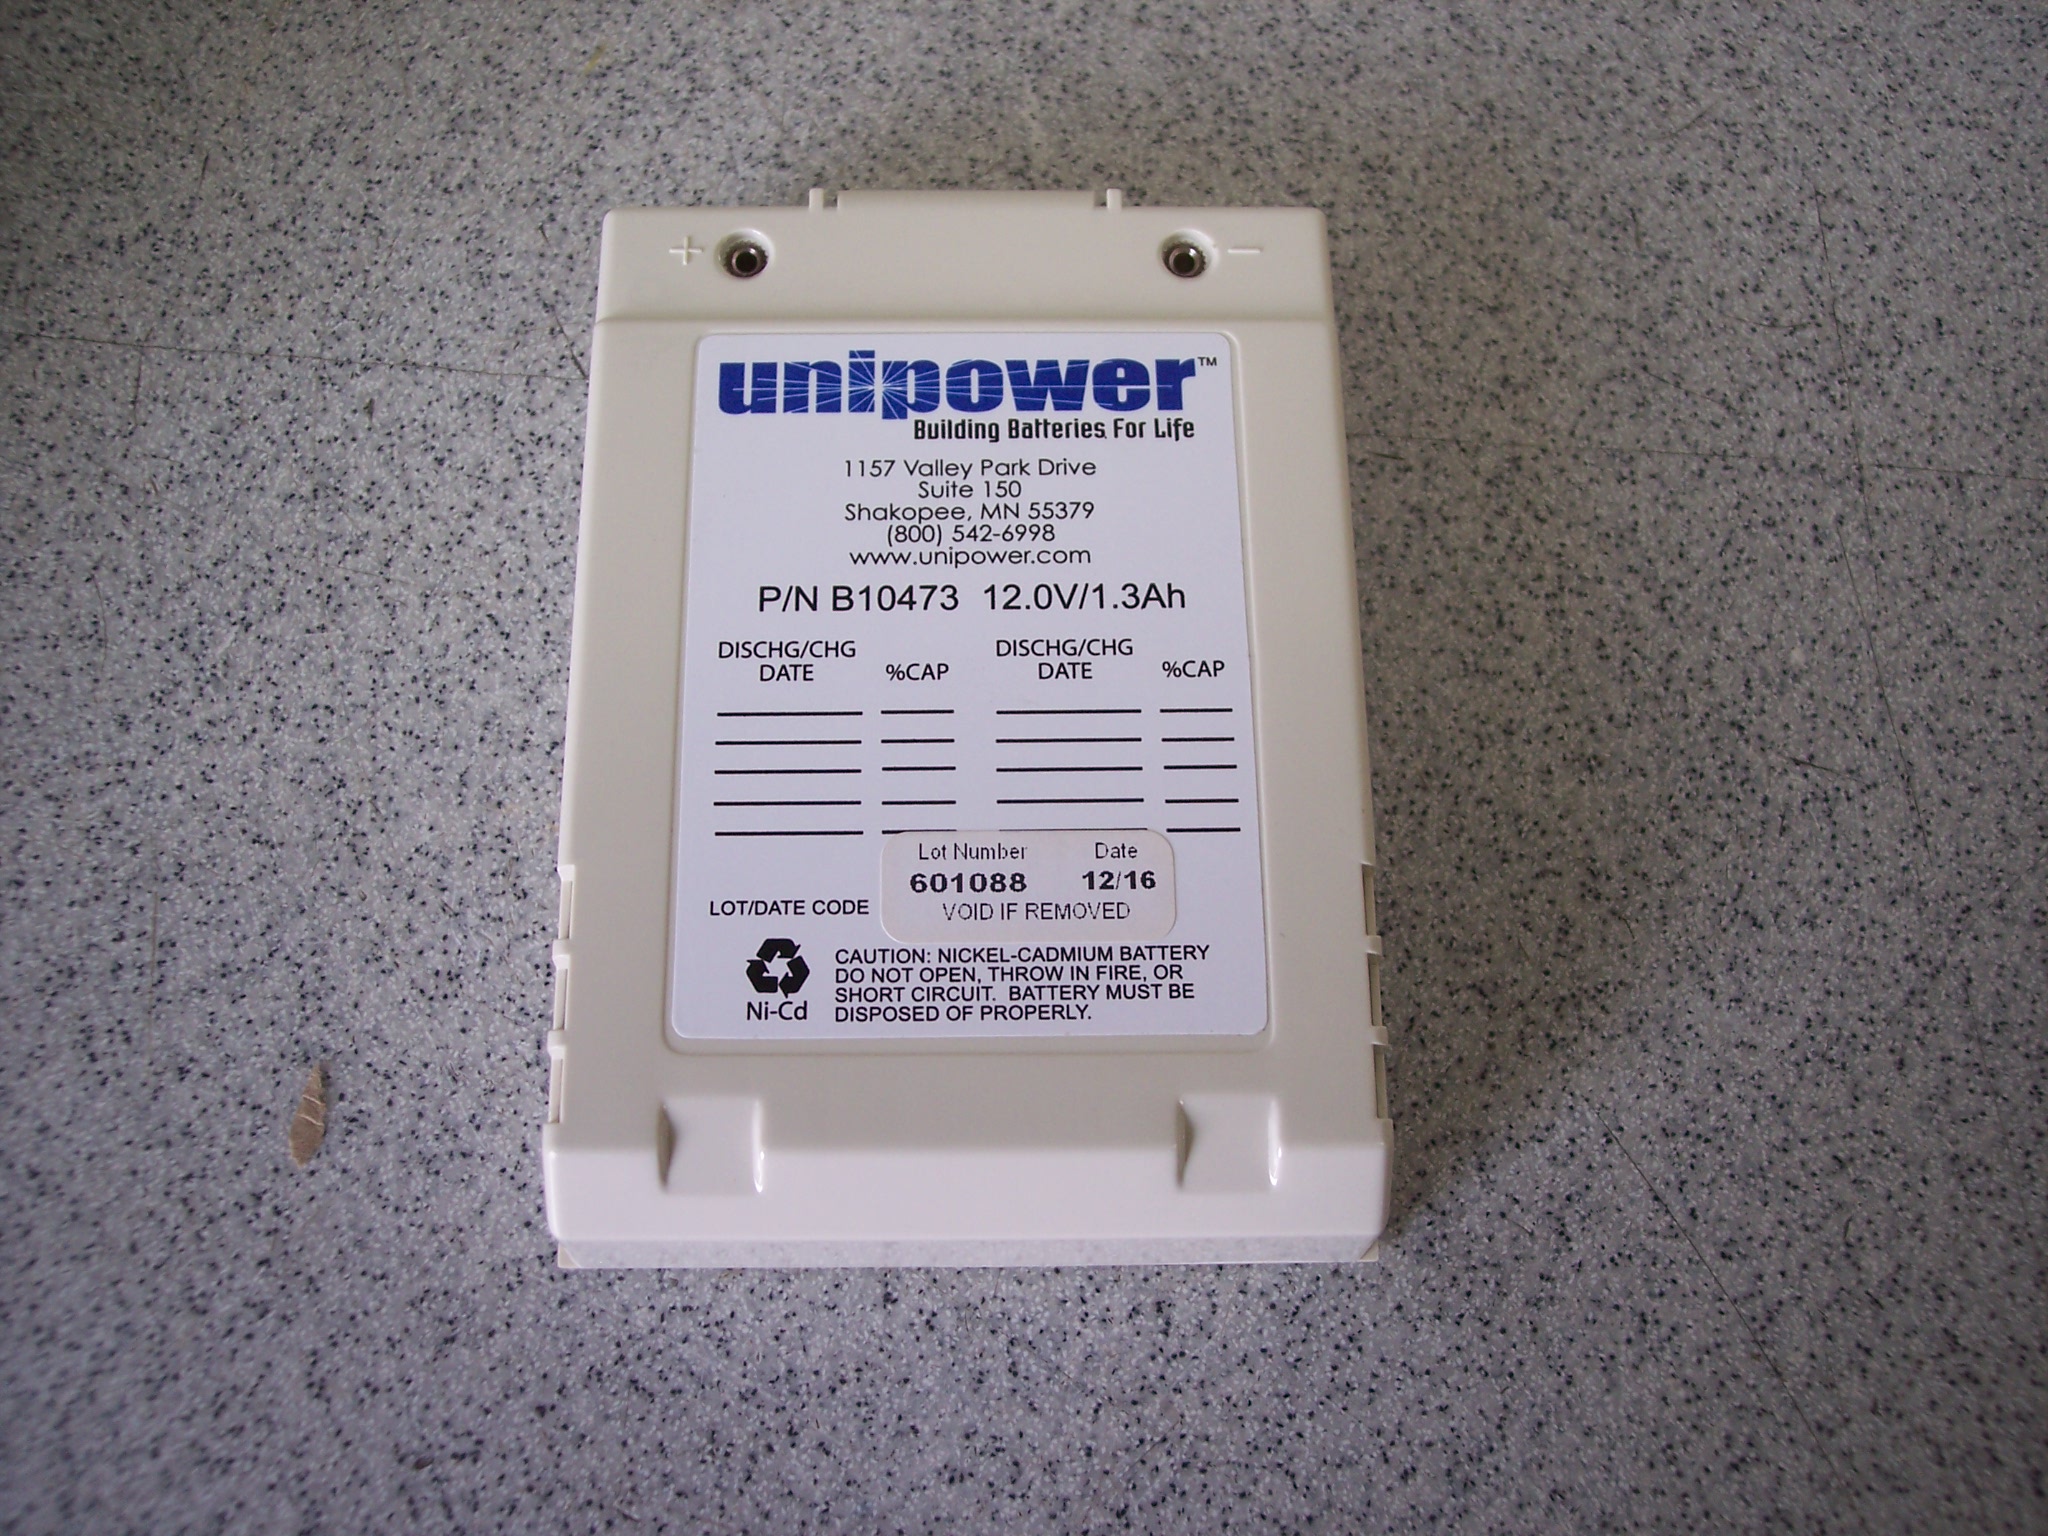 + −
unipower™
Building Batteries For Life
1157 Valley Park Drive
Suite 150
Shakopee, MN 55379
(800) 542-6998
www.unipower.com
P/N B10473 12.0V/1.3Ah
DISCHG/CHG DATE %CAP DISCHG/CHG DATE %CAP
Lot Number Date
601088 12/16
VOID IF REMOVED
LOT/DATE CODE
Ni-Cd
CAUTION: NICKEL-CADMIUM BATTERY
DO NOT OPEN, THROW IN FIRE, OR
SHORT CIRCUIT. BATTERY MUST BE
DISPOSED OF PROPERLY.